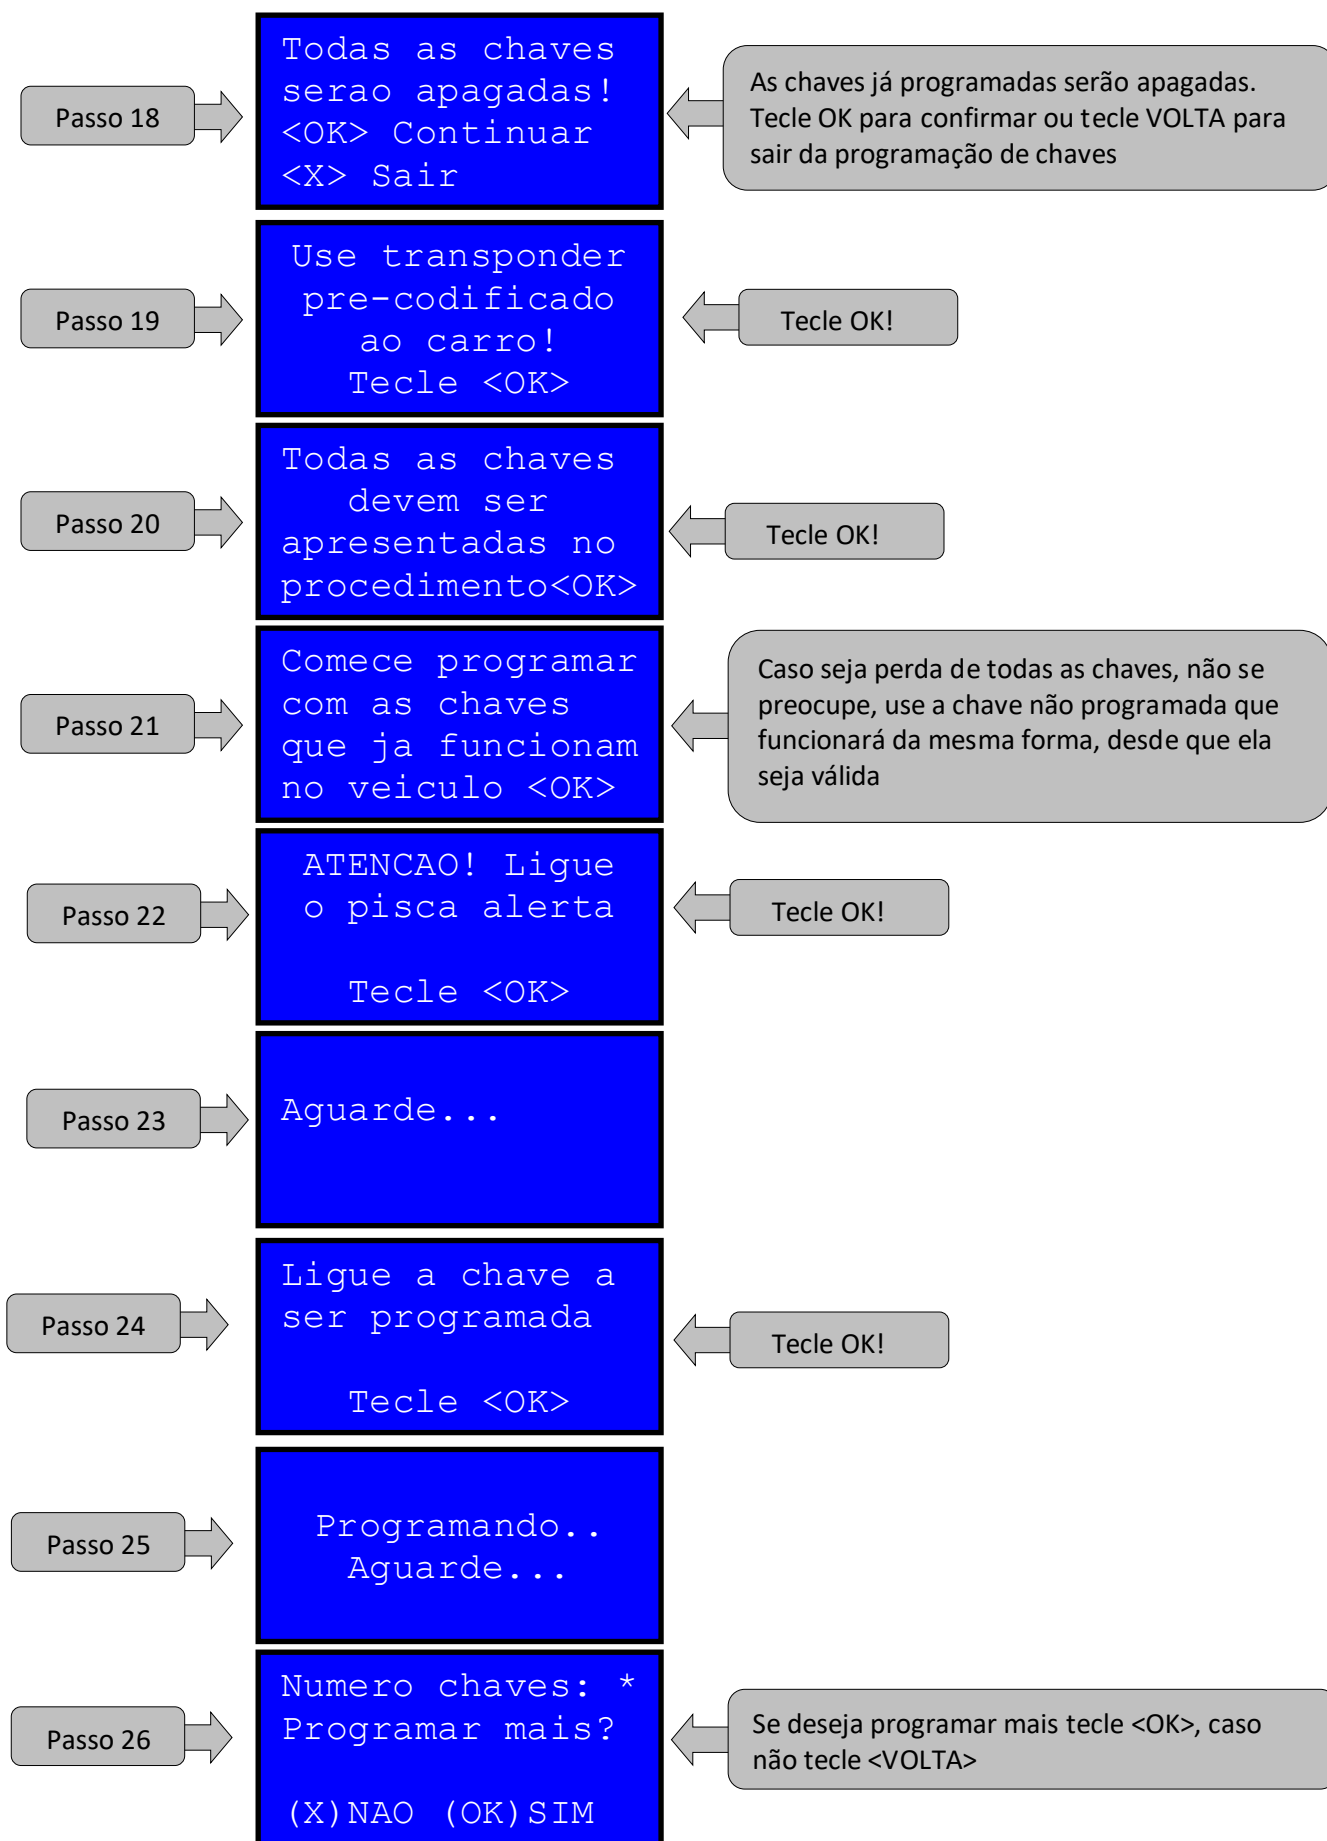 Passo 18
Todas as chaves
serao apagadas!
<OK> Continuar
<X> Sair
As chaves já programadas serão apagadas.
Tecle OK para confirmar ou tecle VOLTA para
sair da programação de chaves
Passo 19
Use transponder
pre-codificado
ao carro!
Tecle <OK>
Tecle OK!
Passo 20
Todas as chaves
devem ser
apresentadas no
procedimento<OK>
Tecle OK!
Passo 21
Comece programar
com as chaves
que ja funcionam
no veiculo <OK>
Caso seja perda de todas as chaves, não se
preocupe, use a chave não programada que
funcionará da mesma forma, desde que ela
seja válida
Passo 22
ATENCAO! Ligue
o pisca alerta
Tecle <OK>
Tecle OK!
Passo 23
Aguarde...
Passo 24
Ligue a chave a
ser programada
Tecle <OK>
Tecle OK!
Passo 25
Programando..
Aguarde...
Passo 26
Numero chaves: *
Programar mais?
(X)NAO (OK)SIM
Se deseja programar mais tecle <OK>, caso
não tecle <VOLTA>